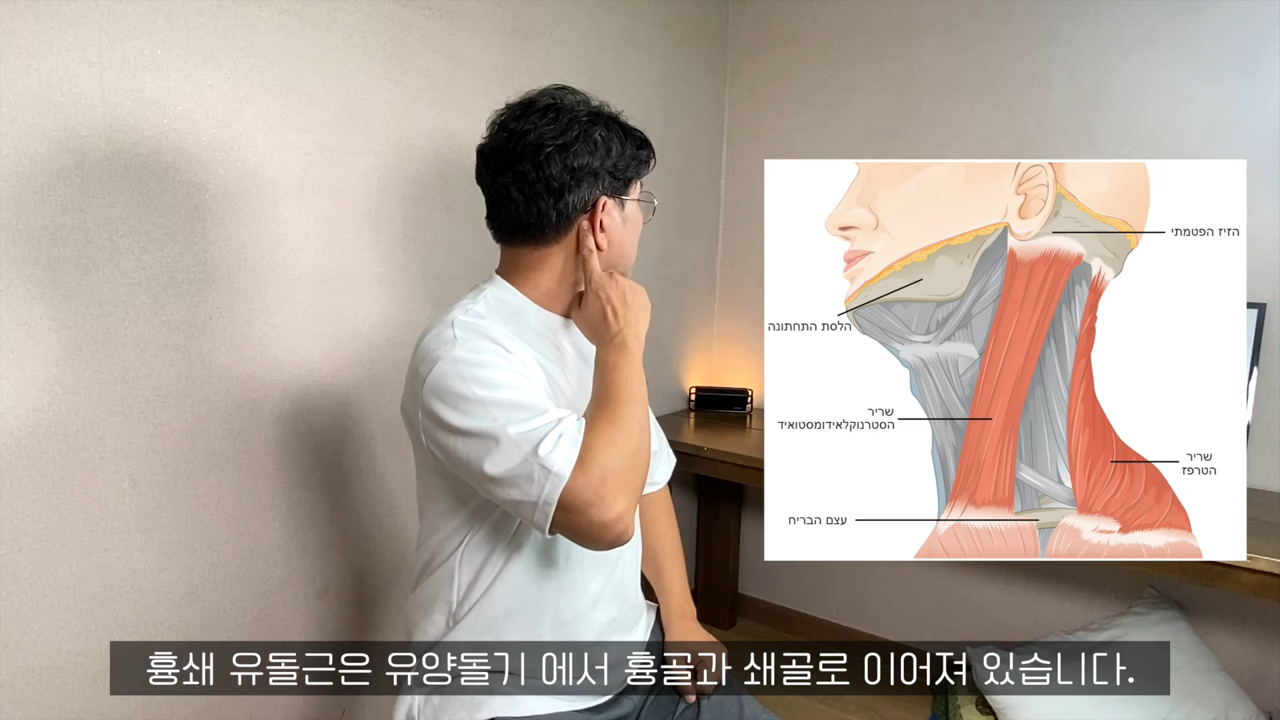 הזיז הפטמתי
הלסת התחתונה
שריר
הסטרנוקלאידומסטואיד
שריר
הטרפז
עצם הבריח
흉쇄 유돌근은 유양돌기 에서 흉골과 쇄골로 이어져 있습니다.